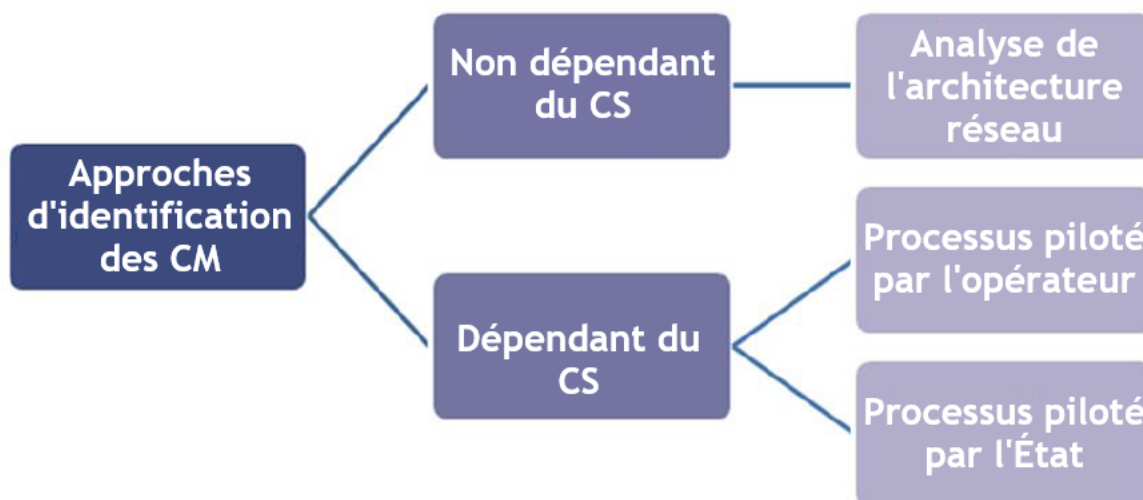 Approches
d'identification
des CM
Non dépendant
du CS
Analyse de
l'architecture
réseau
Dépendant du
CS
Processus piloté
par l'opérateur
Processus piloté
par l'État